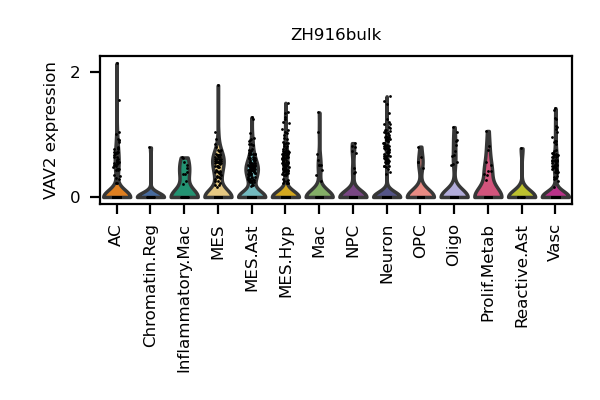 ZH916bulk
VAV2 expression
2
0
AC
Chromatin.Reg
Inflammatory.Mac
MES
MES.Ast
MES.Hyp
Mac
NPC
Neuron
OPC
Oligo
Prolif.Metab
Reactive.Ast
Vasc